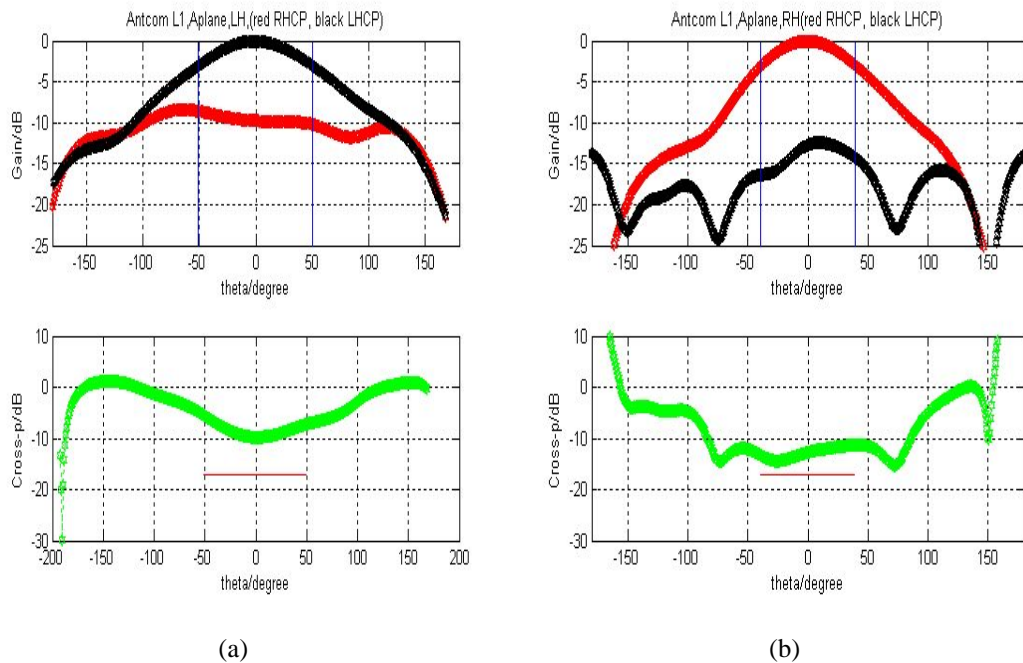 Antcom L1,Aplane,LH,(red RHCP, black LHCP)
Gain/dB
0
-5
-10
-15
-20
-25
-150 -100 -50 0 50 100 150
theta/degree
Cross-p/dB
10
0
-10
-20
-30
-200 -150 -100 -50 0 50 100 150 200
theta/degree
(a)
Antcom L1,Aplane,RH(red RHCP, black LHCP)
Gain/dB
0
-5
-10
-15
-20
-25
-150 -100 -50 0 50 100 150
theta/degree
Cross-p/dB
10
0
-10
-20
-30
-150 -100 -50 0 50 100 150
theta/degree
(b)